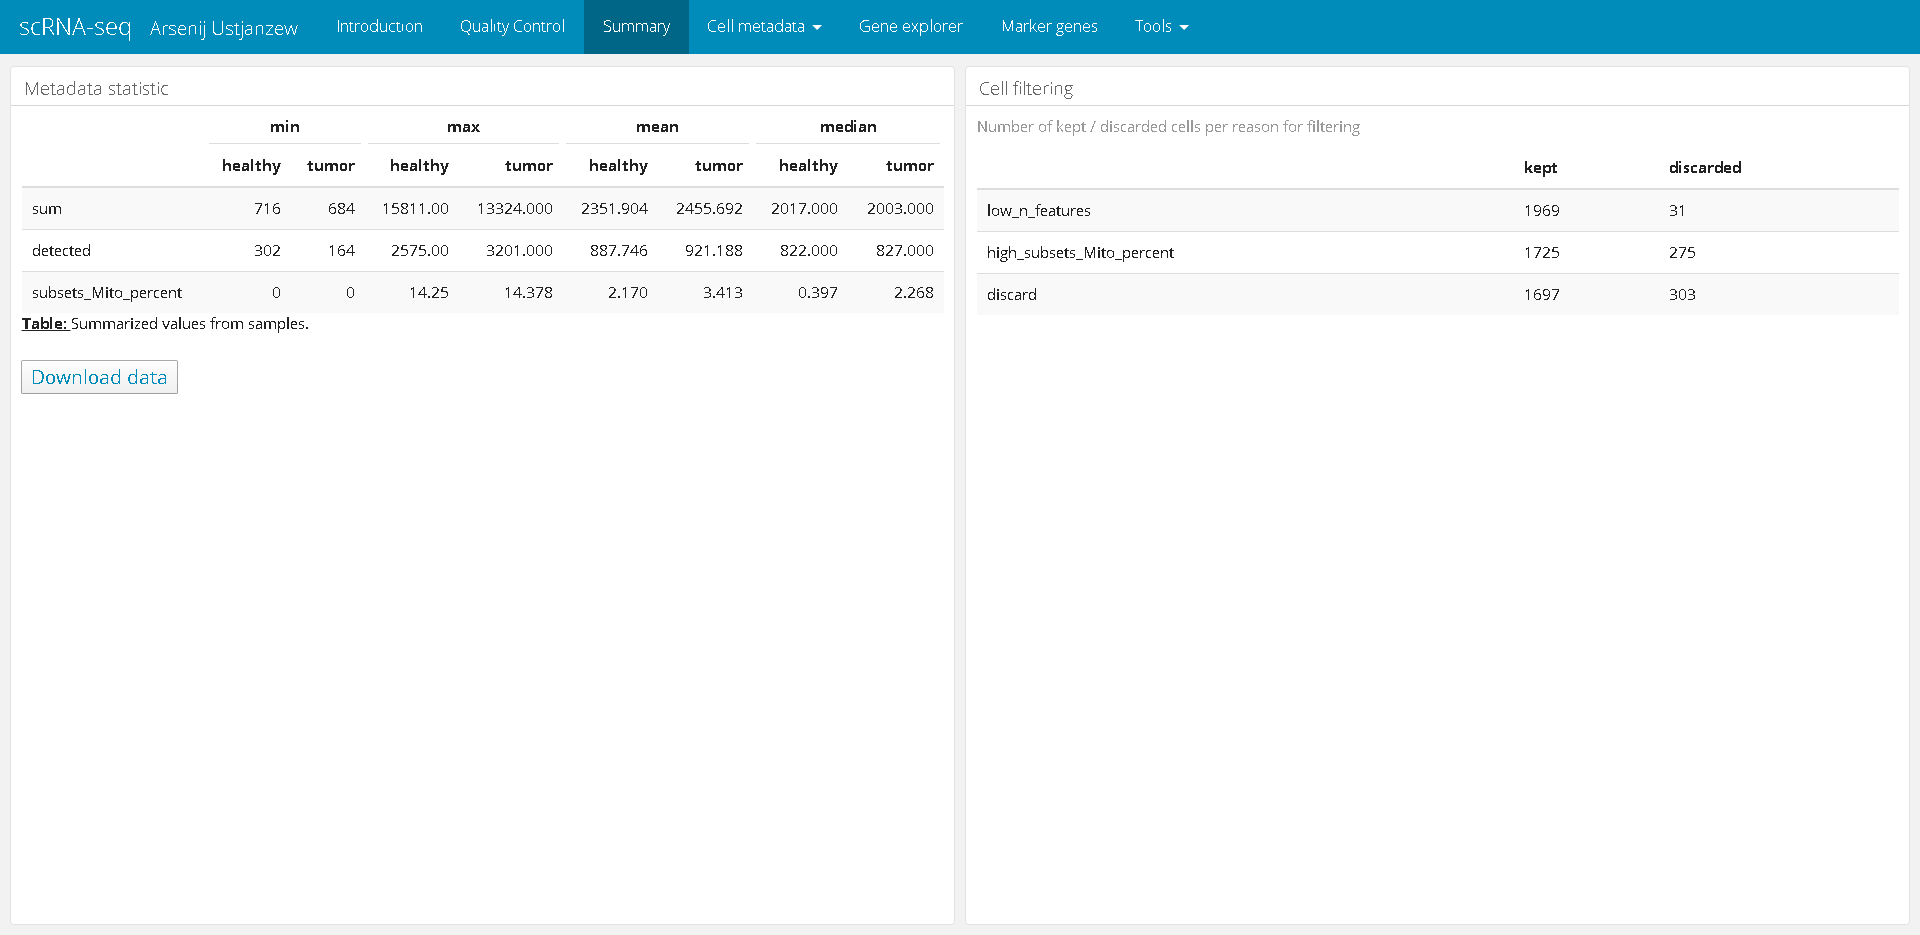 scRNA-seq Arsenij Ustjanzew Introduction Quality Control Summary Cell metadata Gene explorer Marker genes Tools
Metadata statistic
min max mean median
healthy tumor healthy tumor healthy tumor healthy tumor
sum 716 684 15811.00 13324.000 2351.904 2455.692 2017.000 2003.000
detected 302 164 2575.00 3201.000 887.746 921.188 822.000 827.000
subsets_Mito_percent 0 0 14.25 14.378 2.170 3.413 0.397 2.268
Table: Summarized values from samples.
Download data
Cell filtering
Number of kept / discarded cells per reason for filtering
kept discarded
low_n_features 1969 31
high_subsets_Mito_percent 1725 275
discard 1697 303